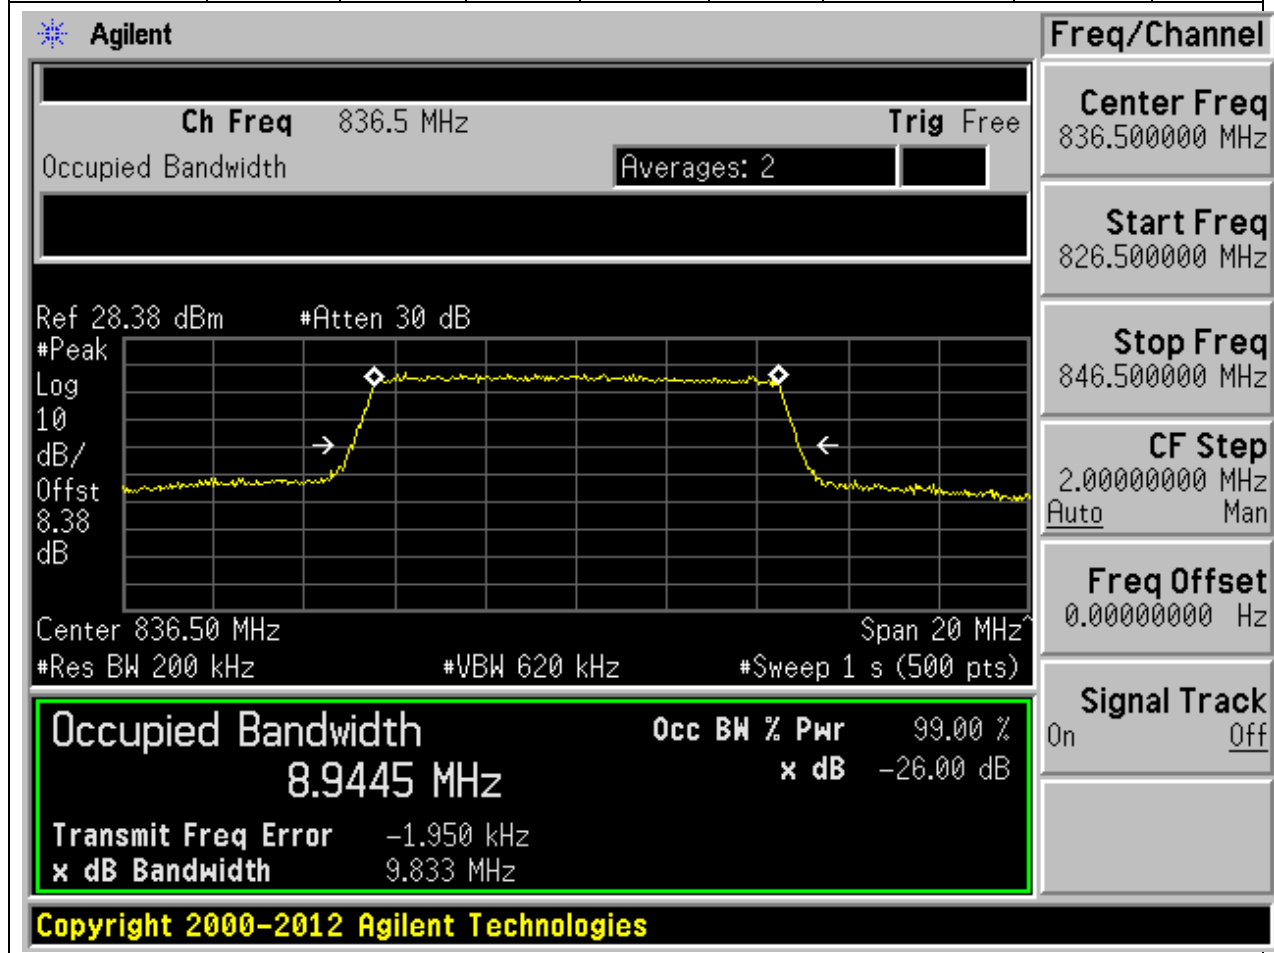 Agilent
Freq/Channel
Ch Freq 836.5 MHz Trig Free
Occupied Bandwidth Averages: 2
Center Freq
836.500000 MHz
Start Freq
826.500000 MHz
Stop Freq
846.500000 MHz
CF Step
2.00000000 MHz
Auto Man
Freq Offset
0.00000000 Hz
Signal Track
On Off
Ref 28.38 dBm #Atten 30 dB
#Peak
Log
10
dB/
Offst
8.38
dB
Center 836.50 MHz Span 20 MHz^
#Res BW 200 kHz #VBW 620 kHz #Sweep 1 s (500 pts)
Occupied Bandwidth Occ BW % Pwr 99.00 %
8.9445 MHz x dB -26.00 dB
Transmit Freq Error -1.950 kHz
x dB Bandwidth 9.833 MHz
Copyright 2000-2012 Agilent Technologies